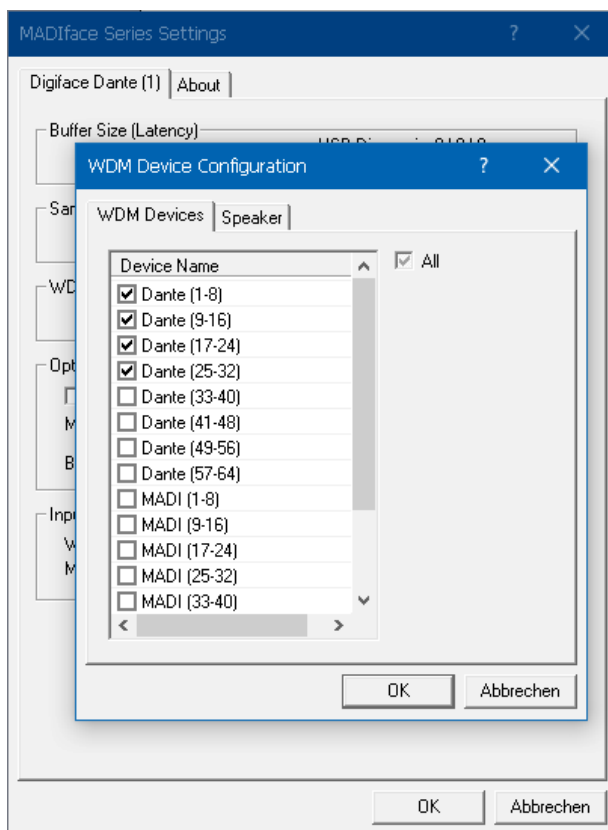 MADIface Series Settings
Digiface Dante (1) About
Buffer Size (Latency)
WDM Device Configuration
WDM Devices Speaker
Device Name
All
Dante (1-8)
Dante (9-16)
Dante (17-24)
Dante (25-32)
Dante (33-40)
Dante (41-48)
Dante (49-56)
Dante (57-64)
MADI (1-8)
MADI (9-16)
MADI (17-24)
MADI (25-32)
MADI (33-40)
OK Abbrechen
OK Abbrechen